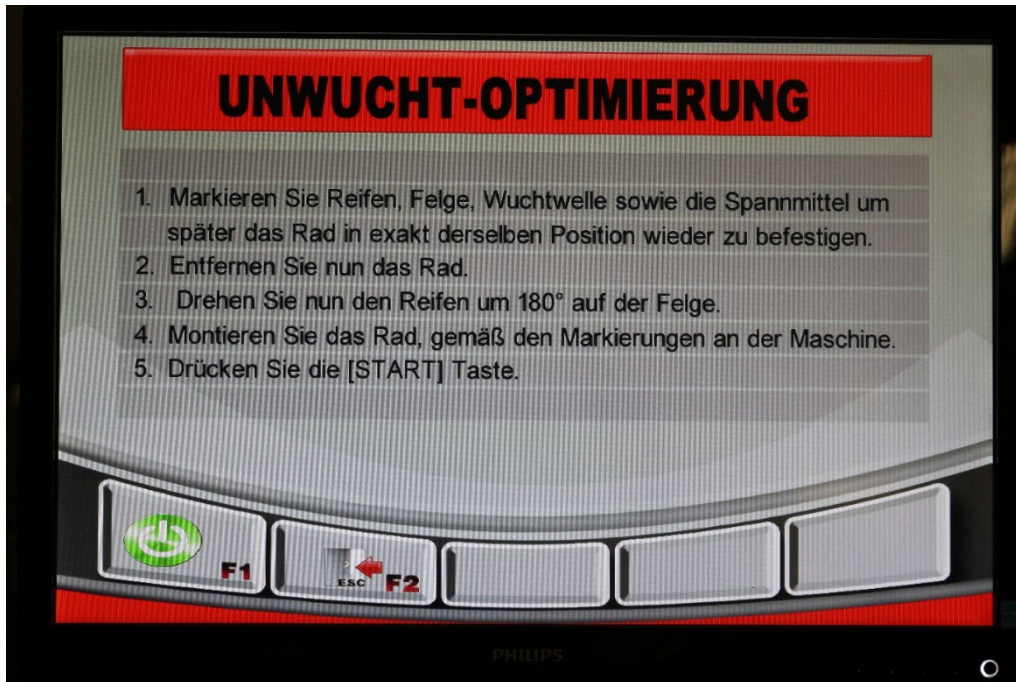 UNWUCHT-OPTIMIERUNG
1. Markieren Sie Reifen, Felge, Wuchtwelle sowie die Spannmittel um
später das Rad in exakt derselben Position wieder zu befestigen.
2. Entfernen Sie nun das Rad.
3. Drehen Sie nun den Reifen um 180° auf der Felge.
4. Montieren Sie das Rad, gemäß den Markierungen an der Maschine.
5. Drücken Sie die [START] Taste.
F1
ESC F2
PHILIPS